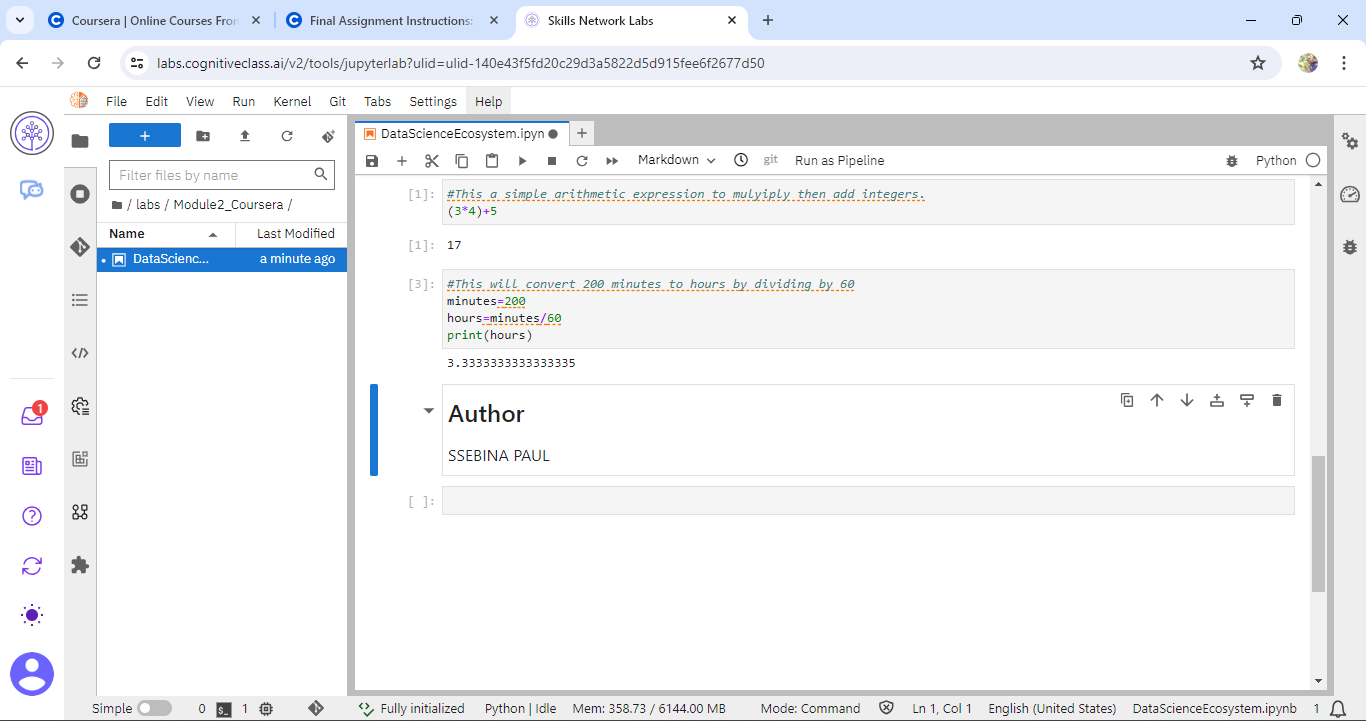 Coursera | Online Courses From
Final Assignment Instructions:
Skills Network Labs
labs.cognitiveclass.ai/v2/tools/jupyterlab?ulid=ulid-140e43f5fd20c29d3a5822d5d915fee6f2677d50
File Edit View Run Kernel Git Tabs Settings Help
DataScienceEcosystem.ipyn
Filter files by name
Markdown git Run as Pipeline Python
/ labs / Module2_Coursera /
Name Last Modified
DataScienc... a minute ago
[1]: #This a simple arithmetic expression to mulyiply then add integers.
(3*4)+5
[1]: 17
[3]: #This will convert 200 minutes to hours by dividing by 60
minutes=200
hours=minutes/60
print(hours)
3.3333333333333335
Author
SSEBINA PAUL
[ ]:
1
Simple 0 $_ 1 Fully initialized Python | Idle Mem: 358.73 / 6144.00 MB Mode: Command Ln 1, Col 1 English (United States) DataScienceEcosystem.ipynb 1